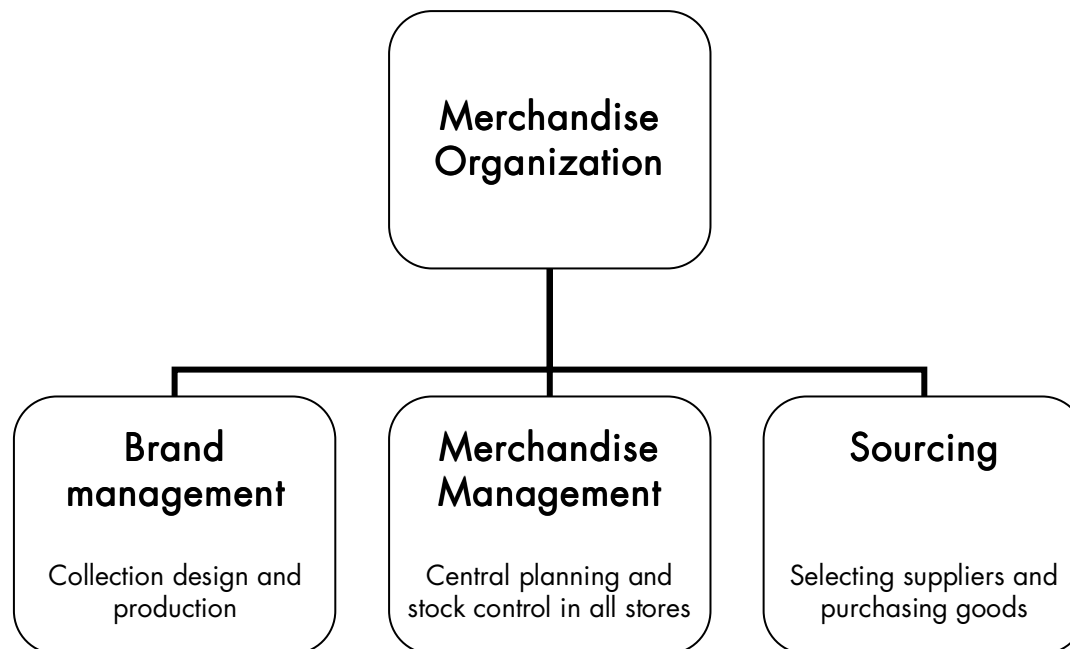 Merchandise
Organization
Brand
management
Collection design and
production
Merchandise
Management
Central planning and
stock control in all stores
Sourcing
Selecting suppliers and
purchasing goods